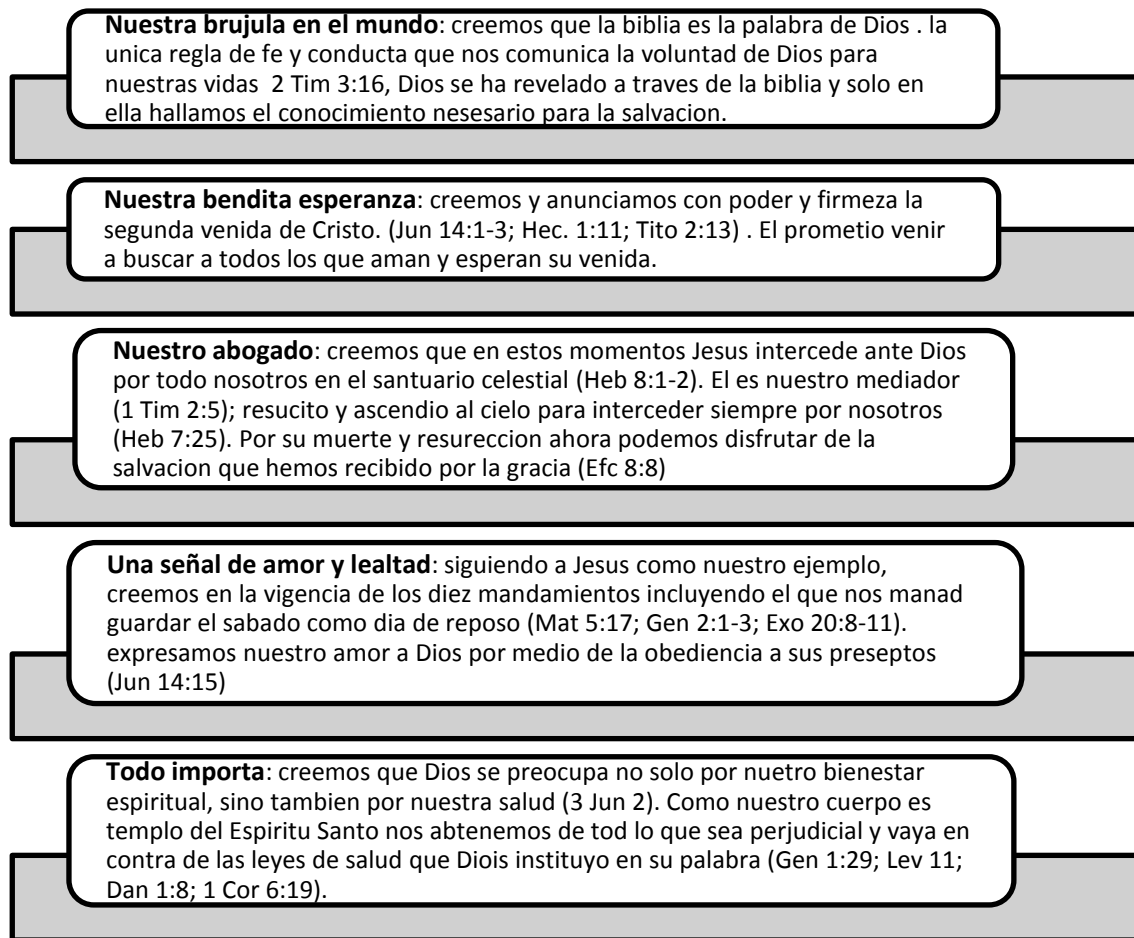 Nuestra brujula en el mundo: creemos que la biblia es la palabra de Dios . la
unica regla de fe y conducta que nos comunica la voluntad de Dios para
nuestras vidas  2 Tim 3:16, Dios se ha revelado a traves de la biblia y solo en
ella hallamos el conocimiento nesesario para la salvacion.
Nuestra bendita esperanza: creemos y anunciamos con poder y firmeza la
segunda venida de Cristo. (Jun 14:1-3; Hec. 1:11; Tito 2:13) . El prometio venir
a buscar a todos los que aman y esperan su venida.
Nuestro abogado: creemos que en estos momentos Jesus intercede ante Dios
por todo nosotros en el santuario celestial (Heb 8:1-2). El es nuestro mediador
(1 Tim 2:5); resucito y ascendio al cielo para interceder siempre por nosotros
(Heb 7:25). Por su muerte y resureccion ahora podemos disfrutar de la
salvacion que hemos recibido por la gracia (Efc 8:8)
Una señal de amor y lealtad: siguiendo a Jesus como nuestro ejemplo,
creemos en la vigencia de los diez mandamientos incluyendo el que nos manad
guardar el sabado como dia de reposo (Mat 5:17; Gen 2:1-3; Exo 20:8-11).
expresamos nuestro amor a Dios por medio de la obediencia a sus preseptos
(Jun 14:15)
Todo importa: creemos que Dios se preocupa no solo por nuetro bienestar
espiritual, sino tambien por nuestra salud (3 Jun 2). Como nuestro cuerpo es
templo del Espiritu Santo nos abtenemos de tod lo que sea perjudicial y vaya en
contra de las leyes de salud que Diois instituyo en su palabra (Gen 1:29; Lev 11;
Dan 1:8; 1 Cor 6:19).